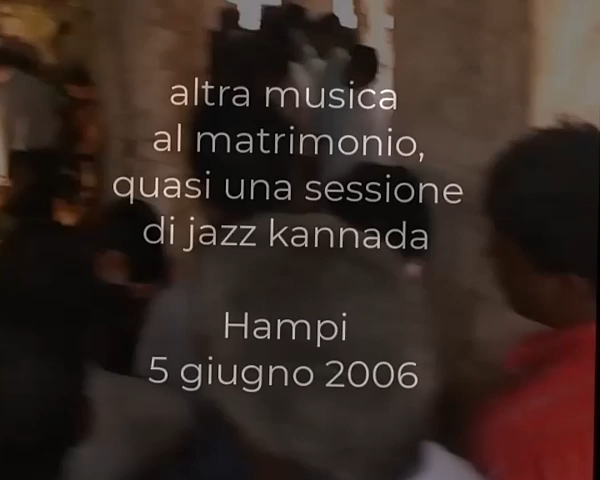 altra musica
al matrimonio,
quasi una sessione
di jazz kannada
Hampi
5 giugno 2006